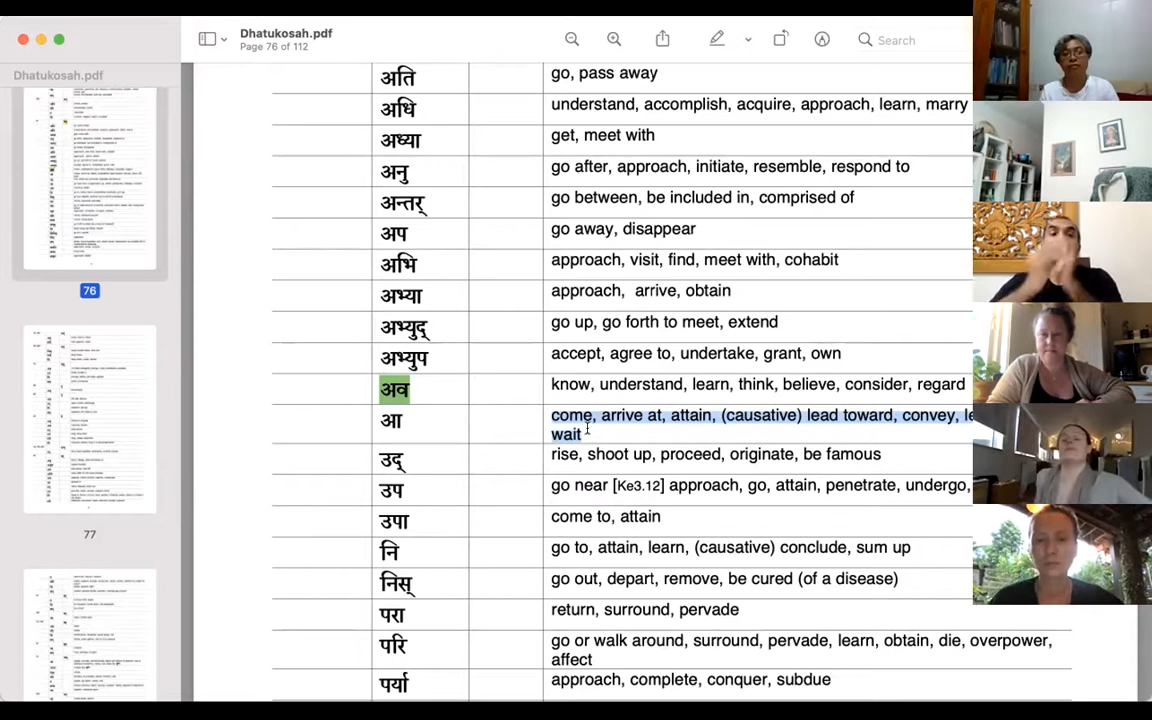 Dhatukosah.pdf
Page 76 of 112
Search
Dhatukosah.pdf
76
77
अति go, pass away
अधि understand, accomplish, acquire, approach, learn, marry
अध्या get, meet with
अनु go after, approach, initiate, resemble, respond to
अन्तर् go between, be included in, comprised of
अप go away, disappear
अभि approach, visit, find, meet with, cohabit
अभ्या approach, arrive, obtain
अभ्युद् go up, go forth to meet, extend
अभ्युप accept, agree to, undertake, grant, own
अव know, understand, learn, think, believe, consider, regard
आ come, arrive at, attain, (causative) lead toward, convey,
wait
उद् rise, shoot up, proceed, originate, be famous
उप go near [Ke3.12] approach, go, attain, penetrate, undergo,
उपा come to, attain
नि go to, attain, learn, (causative) conclude, sum up
निस् go out, depart, remove, be cured (of a disease)
परा return, surround, pervade
परि go or walk around, surround, pervade, learn, obtain, die, overpower,
affect
पर्या approach, complete, conquer, subdue